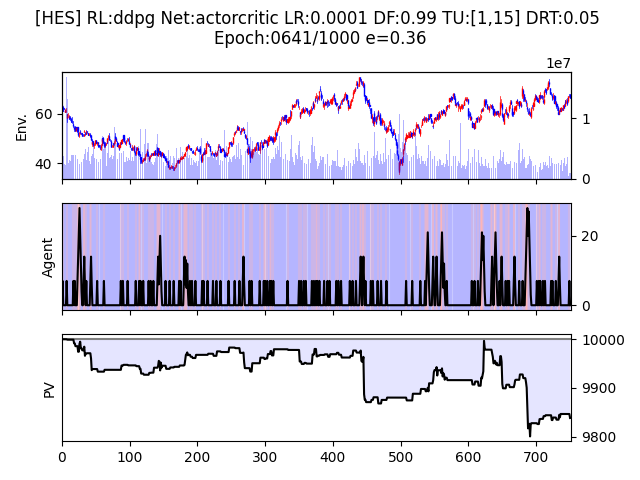 [HES] RL:ddpg Net:actorcritic LR:0.0001 DF:0.99 TU:[1,15] DRT:0.05
Epoch:0641/1000 e=0.36
1e7
Env.
60
40
1
0
Agent
20
0
PV
10000
9900
9800
0 100 200 300 400 500 600 700